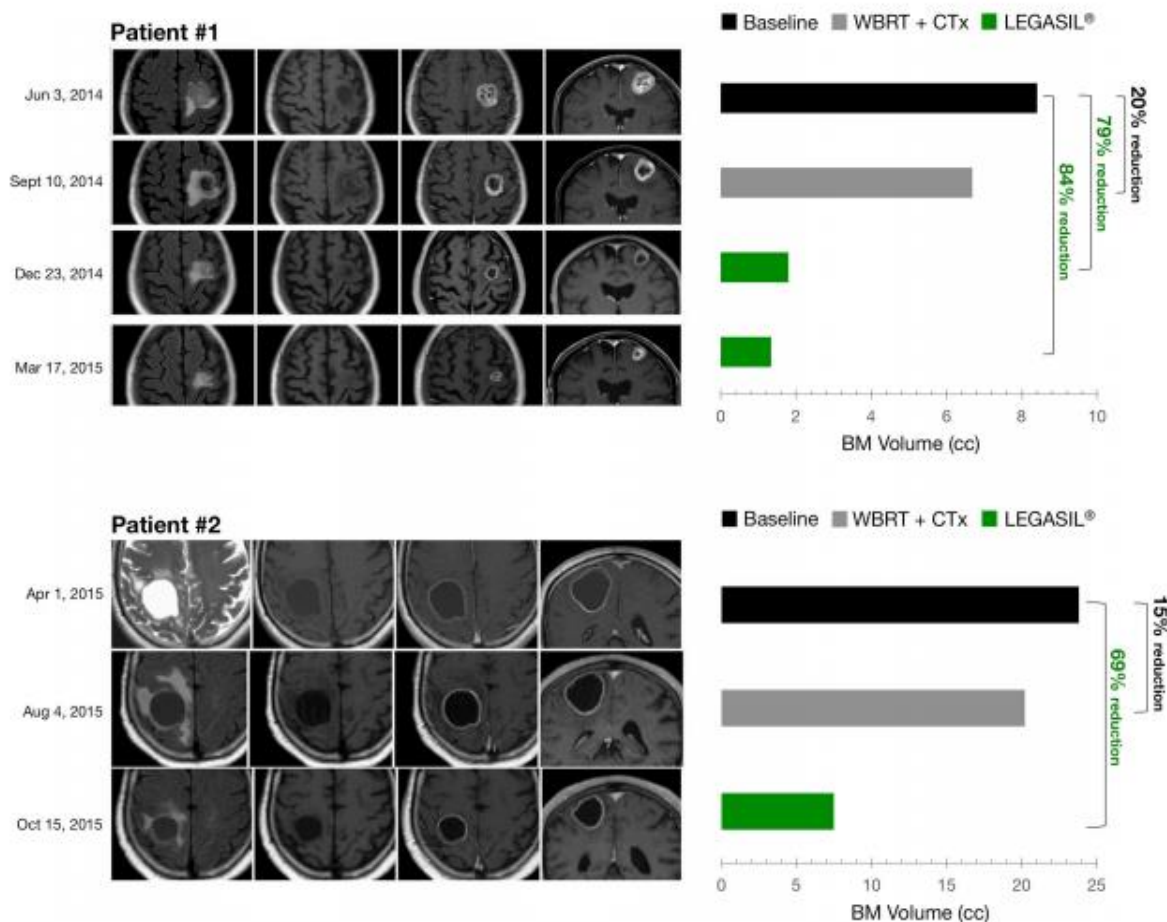 Patient #1
Baseline WBRT + CTx LEGASIL®
Jun 3, 2014
Sept 10, 2014
Dec 23, 2014
Mar 17, 2015
84% reduction
79% reduction
20% reduction
0 2 4 6 8 10
BM Volume (cc)
Patient #2
Baseline WBRT + CTx LEGASIL®
Apr 1, 2015
Aug 4, 2015
Oct 15, 2015
69% reduction
15% reduction
0 5 10 15 20 25
BM Volume (cc)